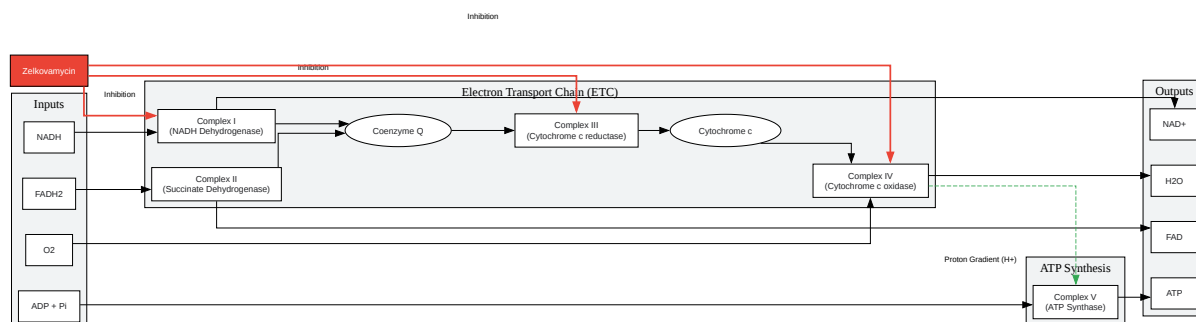 Inhibition
Zelkovamycin
Inhibition
Inhibition
Inputs
Electron Transport Chain (ETC)
Outputs
NADH
Complex I
(NADH Dehydrogenase)
Coenzyme Q
Complex III
(Cytochrome c reductase)
Cytochrome c
NAD+
FADH2
Complex II
(Succinate Dehydrogenase)
Complex IV
(Cytochrome c oxidase)
H2O
O2
FAD
Proton Gradient (H+)
ATP Synthesis
ADP + Pi
Complex V
(ATP Synthase)
ATP